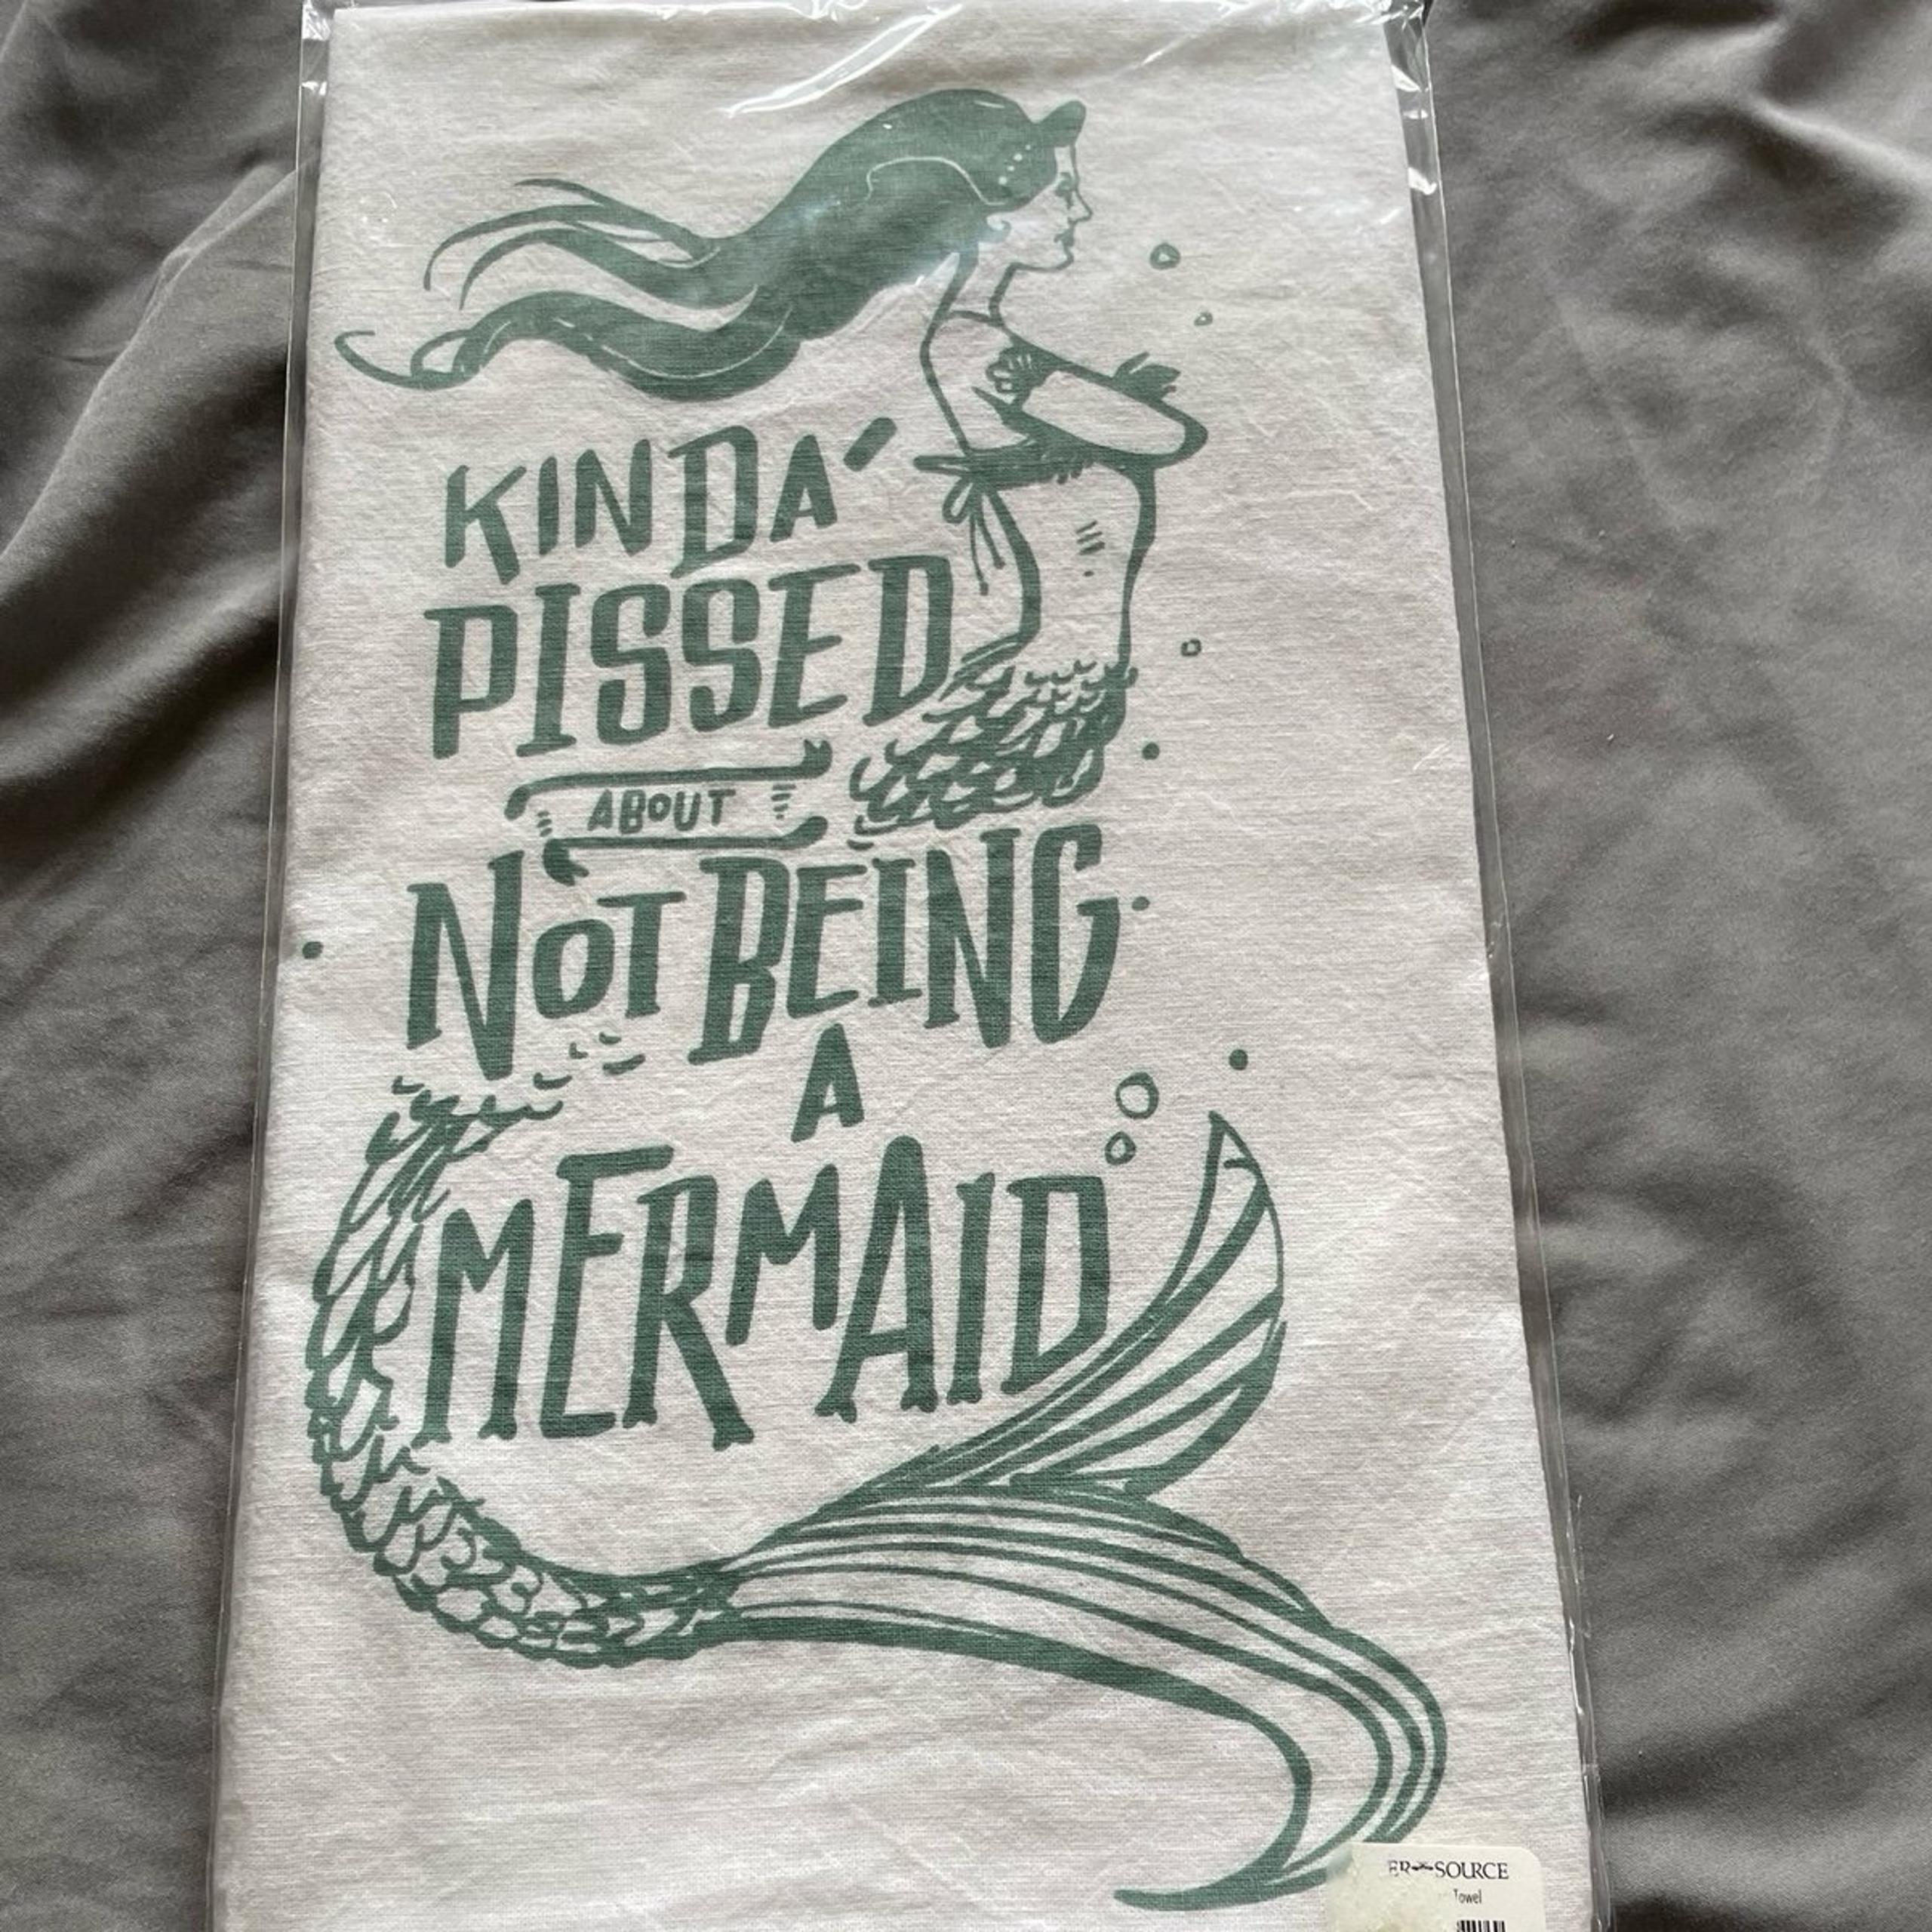 KINDA'
PISSED
ABOUT
NOT BEING
A
MERMAID
SOURCE
Towel